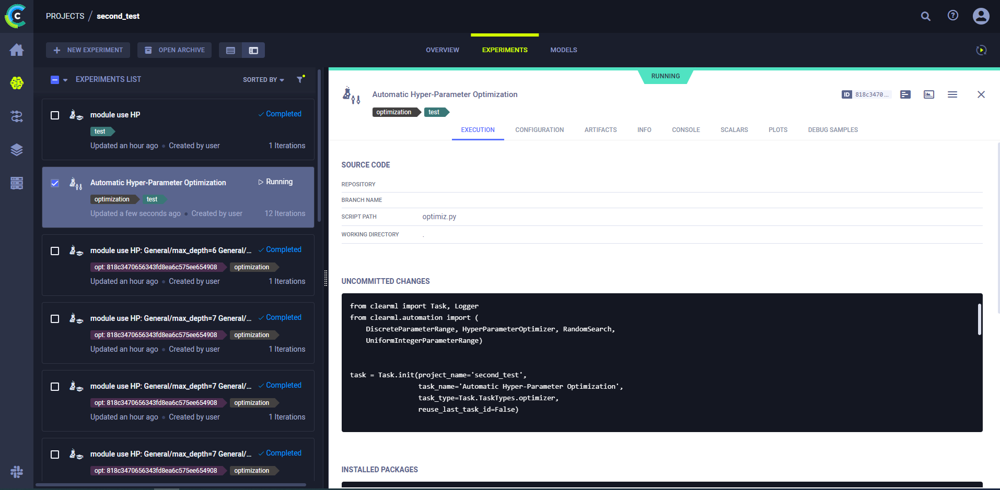 PROJECTS / second_test
NEW EXPERIMENT
OPEN ARCHIVE
OVERVIEW
EXPERIMENTS
MODELS
EXPERIMENTS LIST
SORTED BY
module use HP
Completed
test
Updated an hour ago • Created by user
1 Iterations
Automatic Hyper-Parameter Optimization
Running
optimization
test
Updated a few seconds ago • Created by user
12 Iterations
module use HP: General/max_depth=6 General/...
Completed
opt: 818c3470656343fd8ea6c575ee654908
optimization
Updated an hour ago • Created by user
1 Iterations
module use HP: General/max_depth=7 General/...
Completed
opt: 818c3470656343fd8ea6c575ee654908
optimization
Updated an hour ago • Created by user
1 Iterations
module use HP: General/max_depth=7 General/...
Completed
opt: 818c3470656343fd8ea6c575ee654908
optimization
Updated an hour ago • Created by user
1 Iterations
module use HP: General/max_depth=7 General/...
Completed
opt: 818c3470656343fd8ea6c575ee654908
optimization
RUNNING
Automatic Hyper-Parameter Optimization
ID 818c3470...
optimization
test
EXECUTION
CONFIGURATION
ARTIFACTS
INFO
CONSOLE
SCALARS
PLOTS
DEBUG SAMPLES
SOURCE CODE
REPOSITORY
BRANCH NAME
SCRIPT PATH optimiz.py
WORKING DIRECTORY .
UNCOMMITTED CHANGES
from clearml import Task, Logger
from clearml.automation import (
    DiscreteParameterRange, HyperParameterOptimizer, RandomSearch,
    UniformIntegerParameterRange)
task = Task.init(project_name='second_test',
                 task_name='Automatic Hyper-Parameter Optimization',
                 task_type=Task.TaskTypes.optimizer,
                 reuse_last_task_id=False)
INSTALLED PACKAGES